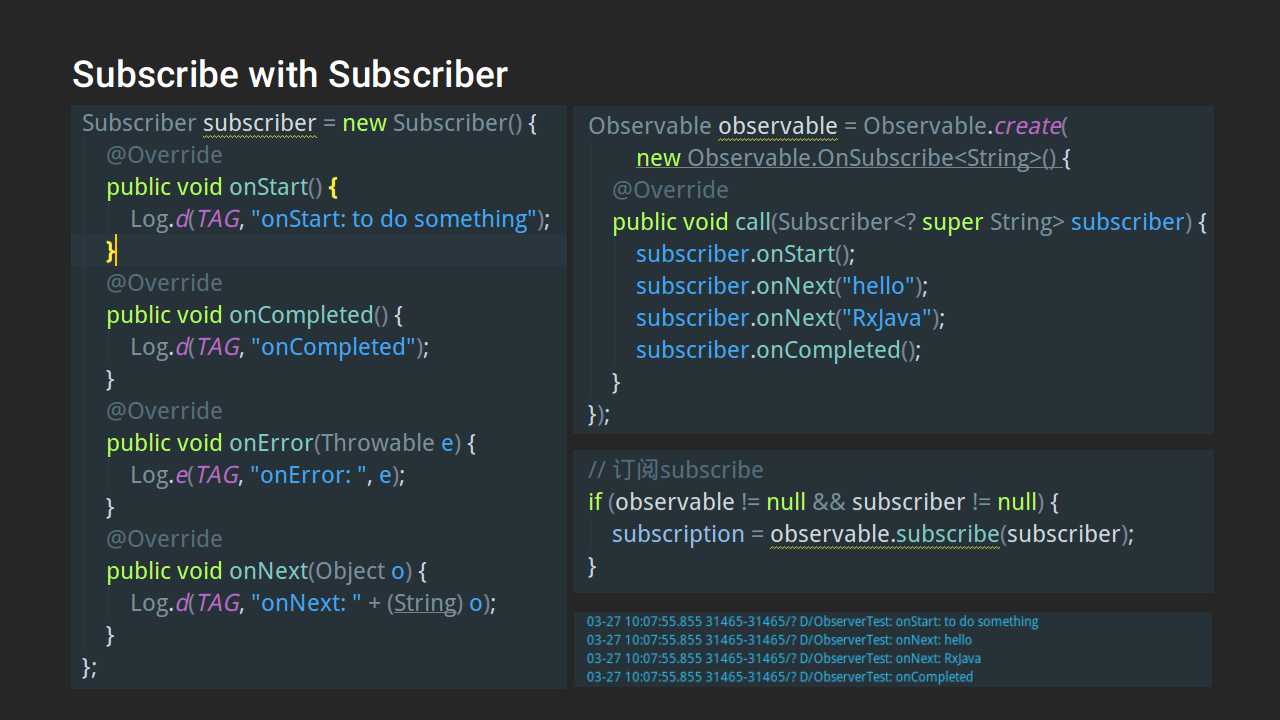 Subscribe with Subscriber
Subscriber subscriber = new Subscriber() {
@Override
public void onStart() {
Log.d(TAG, "onStart: to do something");
}
@Override
public void onCompleted() {
Log.d(TAG, "onCompleted");
}
@Override
public void onError(Throwable e) {
Log.e(TAG, "onError: ", e);
}
@Override
public void onNext(Object o) {
Log.d(TAG, "onNext: " + (String) o);
}
};
Observable observable = Observable.create(
new Observable.OnSubscribe<String>() {
@Override
public void call(Subscriber<? super String> subscriber) {
subscriber.onStart();
subscriber.onNext("hello");
subscriber.onNext("RxJava");
subscriber.onCompleted();
}
});
// 订阅subscribe
if (observable != null && subscriber != null) {
subscription = observable.subscribe(subscriber);
}
03-27 10:07:55.855 31465-31465/? D/ObserverTest: onStart: to do something
03-27 10:07:55.855 31465-31465/? D/ObserverTest: onNext: hello
03-27 10:07:55.855 31465-31465/? D/ObserverTest: onNext: RxJava
03-27 10:07:55.855 31465-31465/? D/ObserverTest: onCompleted